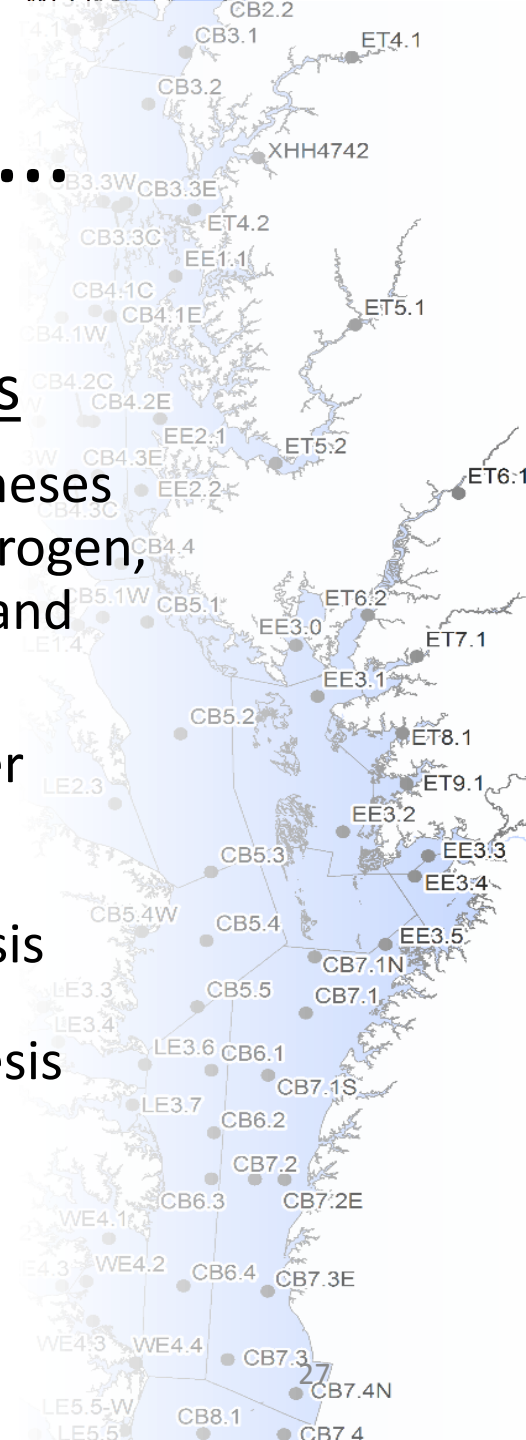 CB2.2
CB3.1
ET4.1
CB3.2
XHH4742
...
CB3.3W
CB3.3E
ET4.2
CB3.3C
EE1.1
CB4.1C
ET5.1
CB4.1E
CB4.1W
CB4.2C
s
CB4.2E
EE2.1
ET5.2
CB4.3E
ET6.1
heses
EE2.2
CB4.3C
rogen,
CB4.4
CB5.1W
CB5.1
ET6.2
and
EE3.0
LE1.4
ET7.1
EE3.1
CB5.2
ET8.1
er
LE2.3
ET9.1
EE3.2
CB5.3
EE3.3
EE3.4
CB5.4W
CB5.4
EE3.5
sis
CB7.1N
LE3.3
CB5.5
CB7.1
LE3.4
LE3.6
CB6.1
esis
CB7.1S
LE3.7
CB6.2
CB7.2
CB6.3
CB7.2E
WE4.1
WE4.2
CB6.4
CB7.3E
WE4.3
WE4.4
CB7.3
27
CB7.4N
LE5.5-W
CB8.1
LE5.5
CB7.4